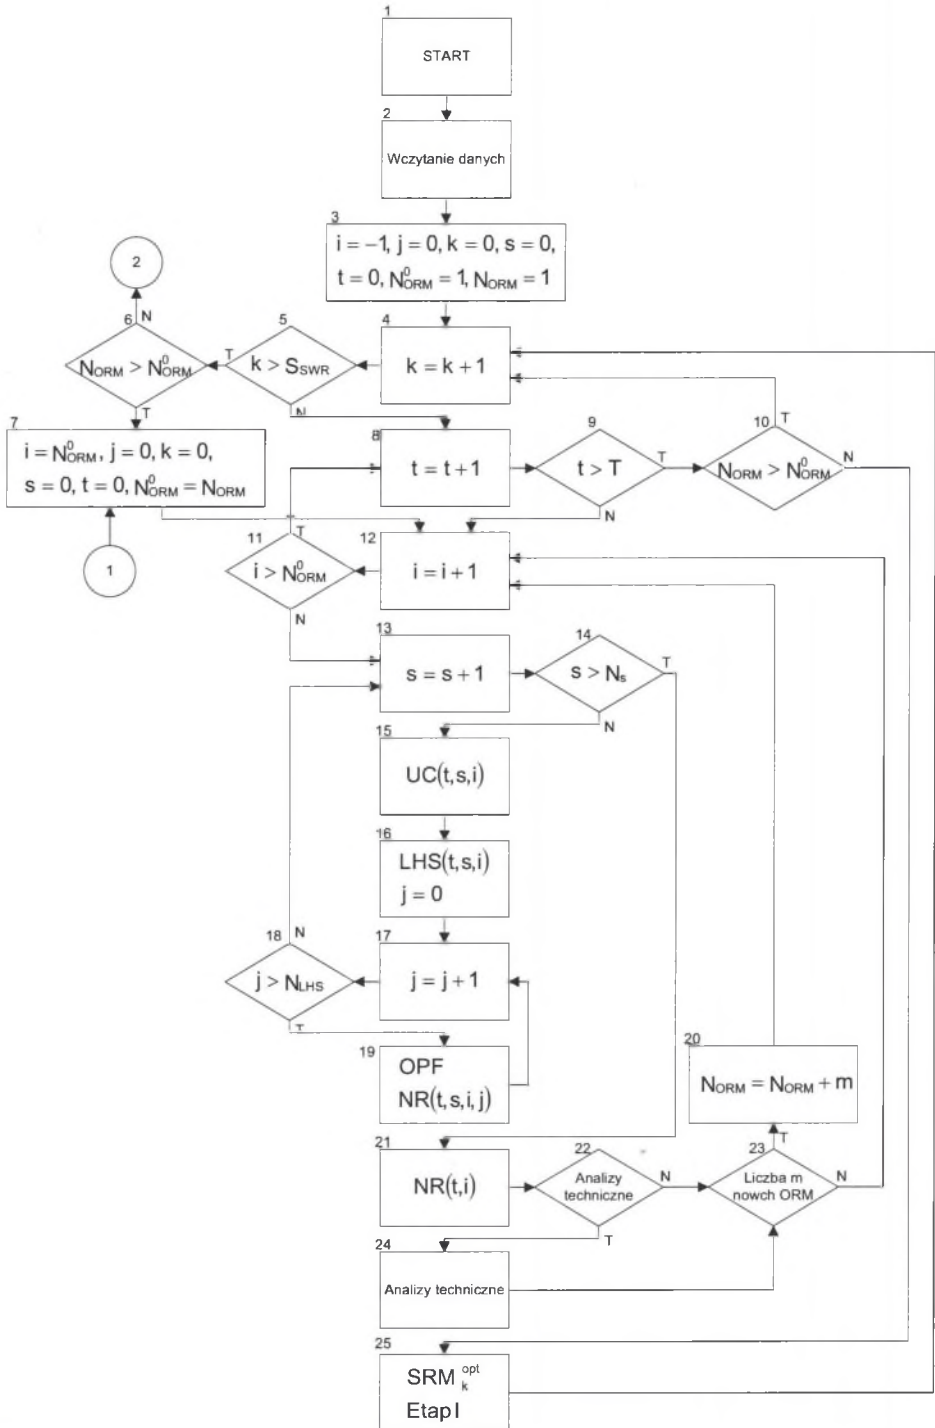 1
START
2
Wczytanie danych
3
i = −1, j = 0, k = 0, s = 0,
t = 0, N⁰ORM = 1, NORM = 1
2
6
N
NORM > N⁰ORM
T
5
T
k > SSWR
N
4
k = k + 1
7
i = N⁰ORM, j = 0, k = 0,
s = 0, t = 0, N⁰ORM = NORM
1
8
t = t + 1
9
t > T
T
N
10
T
NORM > N⁰ORM
N
11
T
i > N⁰ORM
N
12
i = i + 1
13
s = s + 1
14
s > Ns
T
N
15
UC(t,s,i)
16
LHS(t,s,i)
j = 0
18
N
j > NLHS
T
17
j = j + 1
19
OPF
NR(t,s,i,j)
20
NORM = NORM + m
21
NR(t,i)
22
Analizy
techniczne
N
T
23
T
Liczba m
nowch ORM
N
24
Analizy techniczne
25
SRM opt k
Etap I